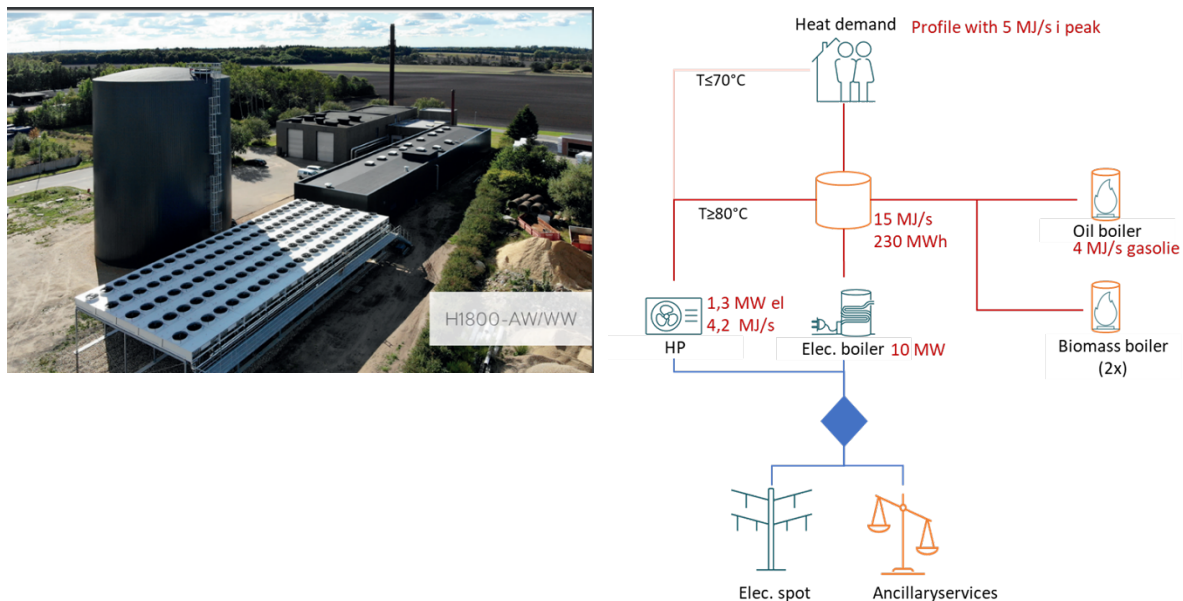 H1800-AW/WW
Heat demand
Profile with 5 MJ/s i peak
T≤70°C
T≥80°C
15 MJ/s
230 MWh
Oil boiler
4 MJ/s gasolie
1,3 MW el
4,2 MJ/s
HP
Elec. boiler
10 MW
Biomass boiler
(2x)
Elec. spot
Ancillaryservices